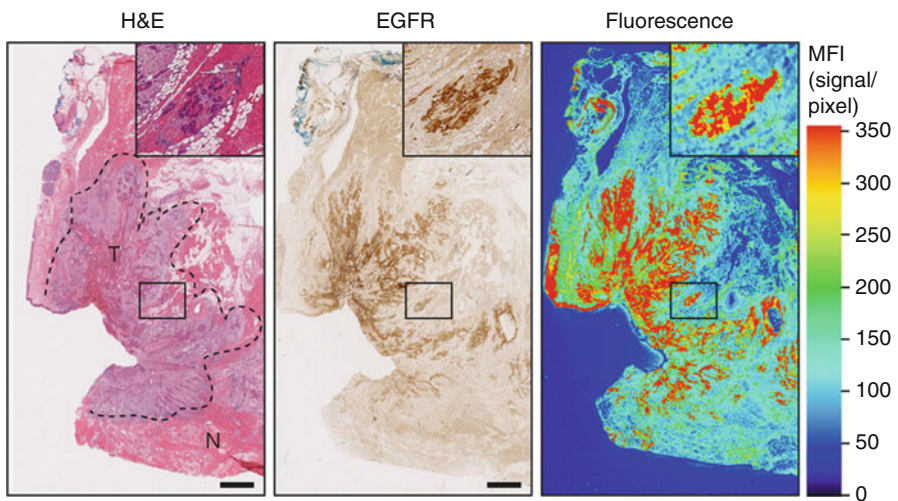 H&E
EGFR
Fluorescence
MFI
(signal/
pixel)
T
N
350
300
250
200
150
100
50
0